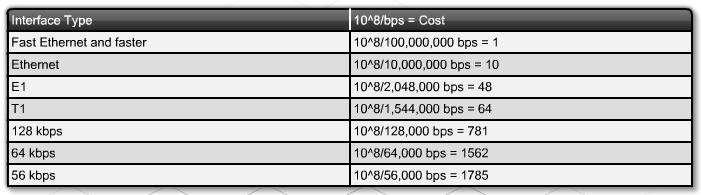 Interface Type 10^8/bps = Cost
Fast Ethernet and faster 10^8/100,000,000 bps = 1
Ethernet 10^8/10,000,000 bps = 10
E1 10^8/2,048,000 bps = 48
T1 10^8/1,544,000 bps = 64
128 kbps 10^8/128,000 bps = 781
64 kbps 10^8/64,000 bps = 1562
56 kbps 10^8/56,000 bps = 1785